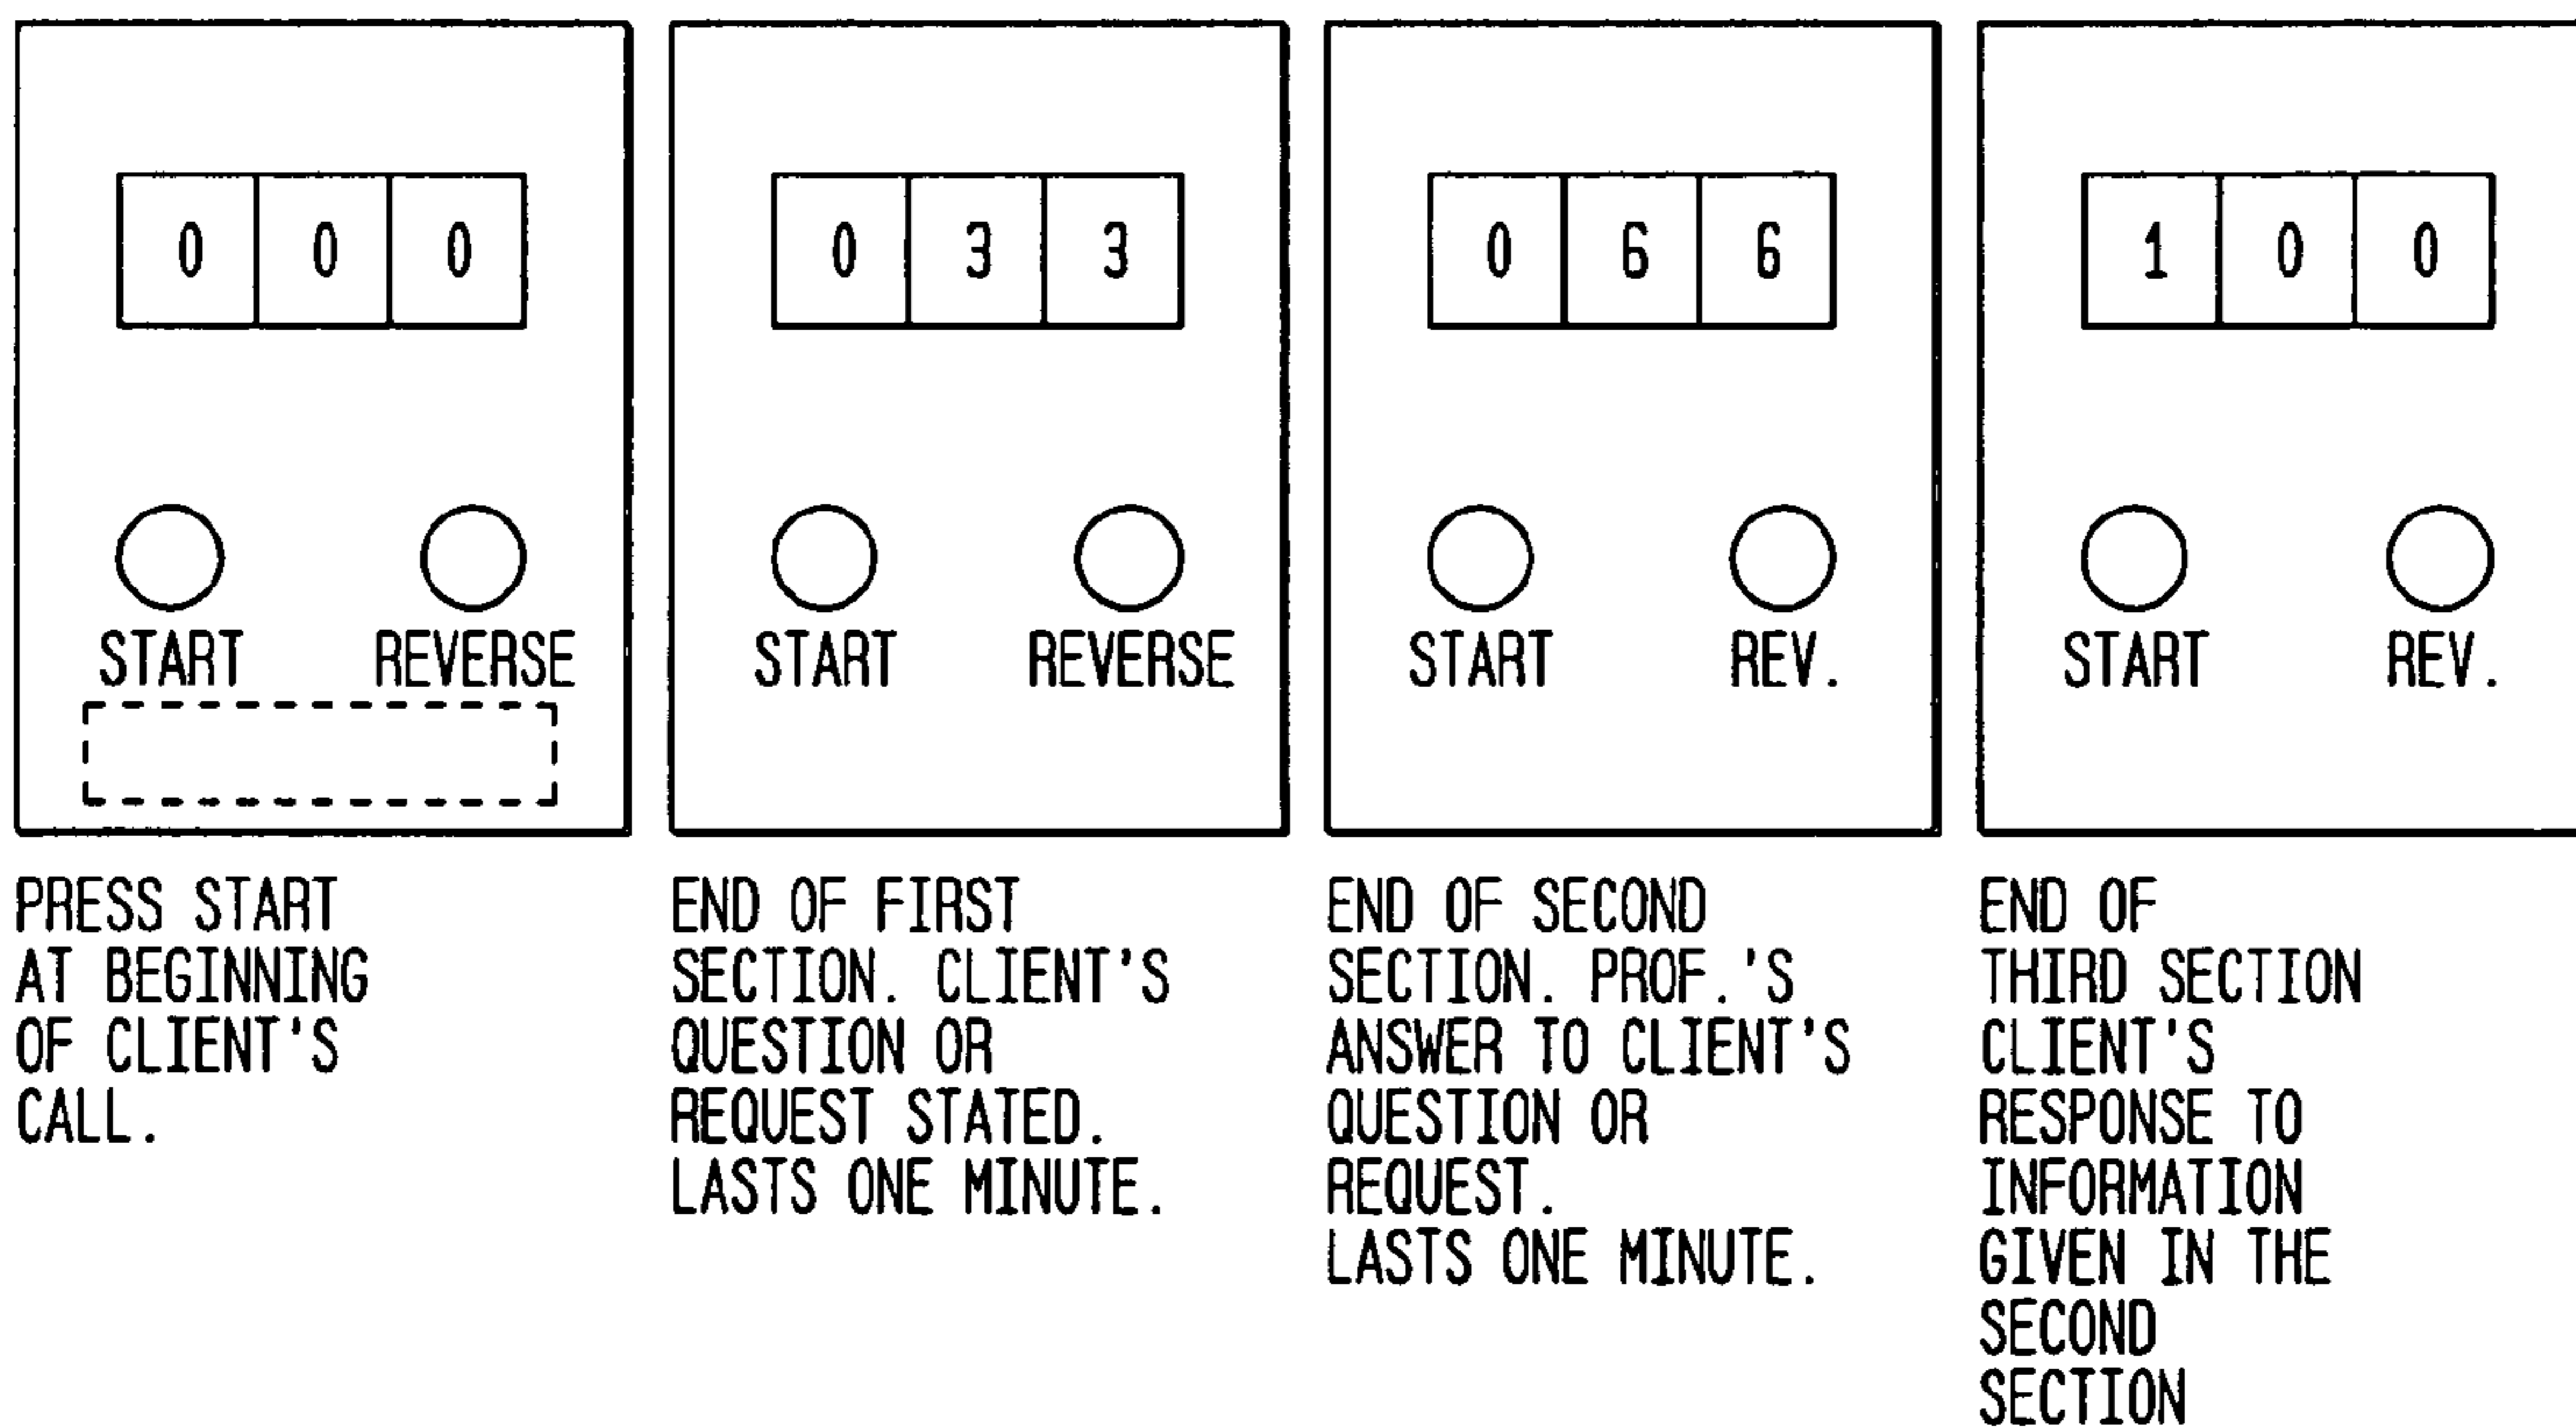 0 0 0
START REVERSE
PRESS START
AT BEGINNING
OF CLIENT'S
CALL.
0 3 3
START REVERSE
END OF FIRST
SECTION. CLIENT'S
QUESTION OR
REQUEST STATED.
LASTS ONE MINUTE.
0 6 6
START REV.
END OF SECOND
SECTION. PROF.'S
ANSWER TO CLIENT'S
QUESTION OR
REQUEST.
LASTS ONE MINUTE.
1 0 0
START REV.
END OF
THIRD SECTION
CLIENT'S
RESPONSE TO
INFORMATION
GIVEN IN THE
SECOND
SECTION